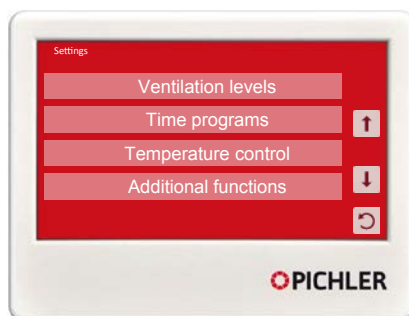 Settings
Ventilation levels
Time programs
Temperature control
Additional functions
PICHLER